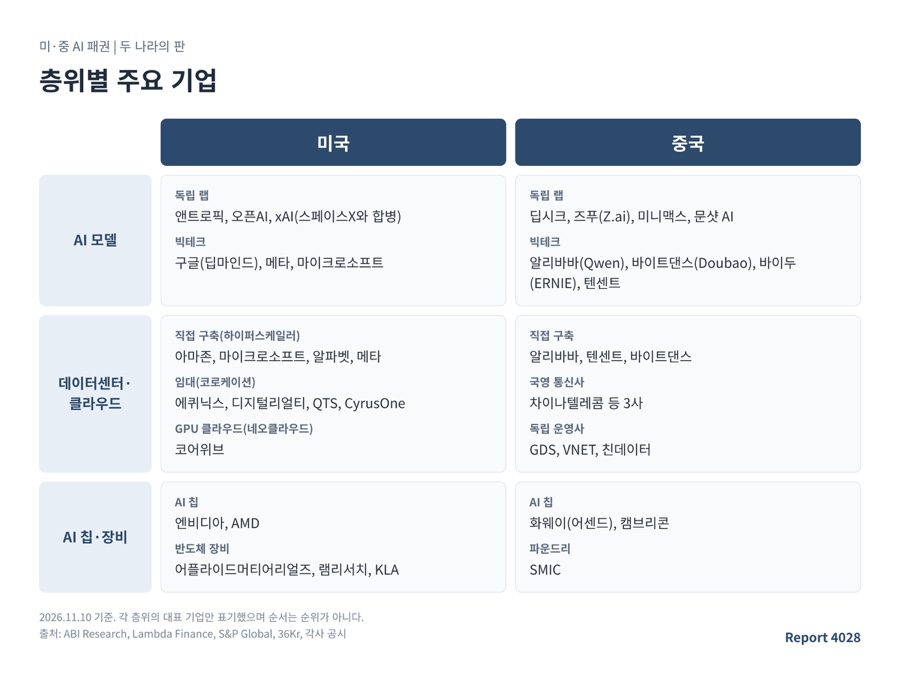 미·중 AI 패권 | 두 나라의 판
층위별 주요 기업
미국
중국
AI 모델
독립 랩
앤트로픽, 오픈AI, xAI(스페이스X와 합병)
빅테크
구글(딥마인드), 메타, 마이크로소프트
독립 랩
딥시크, 즈푸(Z.ai), 미니맥스, 문샷 AI
빅테크
알리바바(Qwen), 바이트댄스(Doubao), 바이두
(ERNIE), 텐센트
데이터센터·
클라우드
직접 구축(하이퍼스케일러)
아마존, 마이크로소프트, 알파벳, 메타
임대(코로케이션)
에퀴닉스, 디지털리얼티, QTS, CyrusOne
GPU 클라우드(네오클라우드)
코어위브
직접 구축
알리바바, 텐센트, 바이트댄스
국영 통신사
차이나텔레콤 등 3사
독립 운영사
GDS, VNET, 친데이터
AI 칩·장비
AI 칩
엔비디아, AMD
반도체 장비
어플라이드머티어리얼즈, 램리서치, KLA
AI 칩
화웨이(어센드), 캠브리콘
파운드리
SMIC
2026.11.10 기준. 각 층위의 대표 기업만 표기했으며 순서는 순위가 아니다.
출처: ABI Research, Lambda Finance, S&P Global, 36Kr, 각사 공시
Report 4028